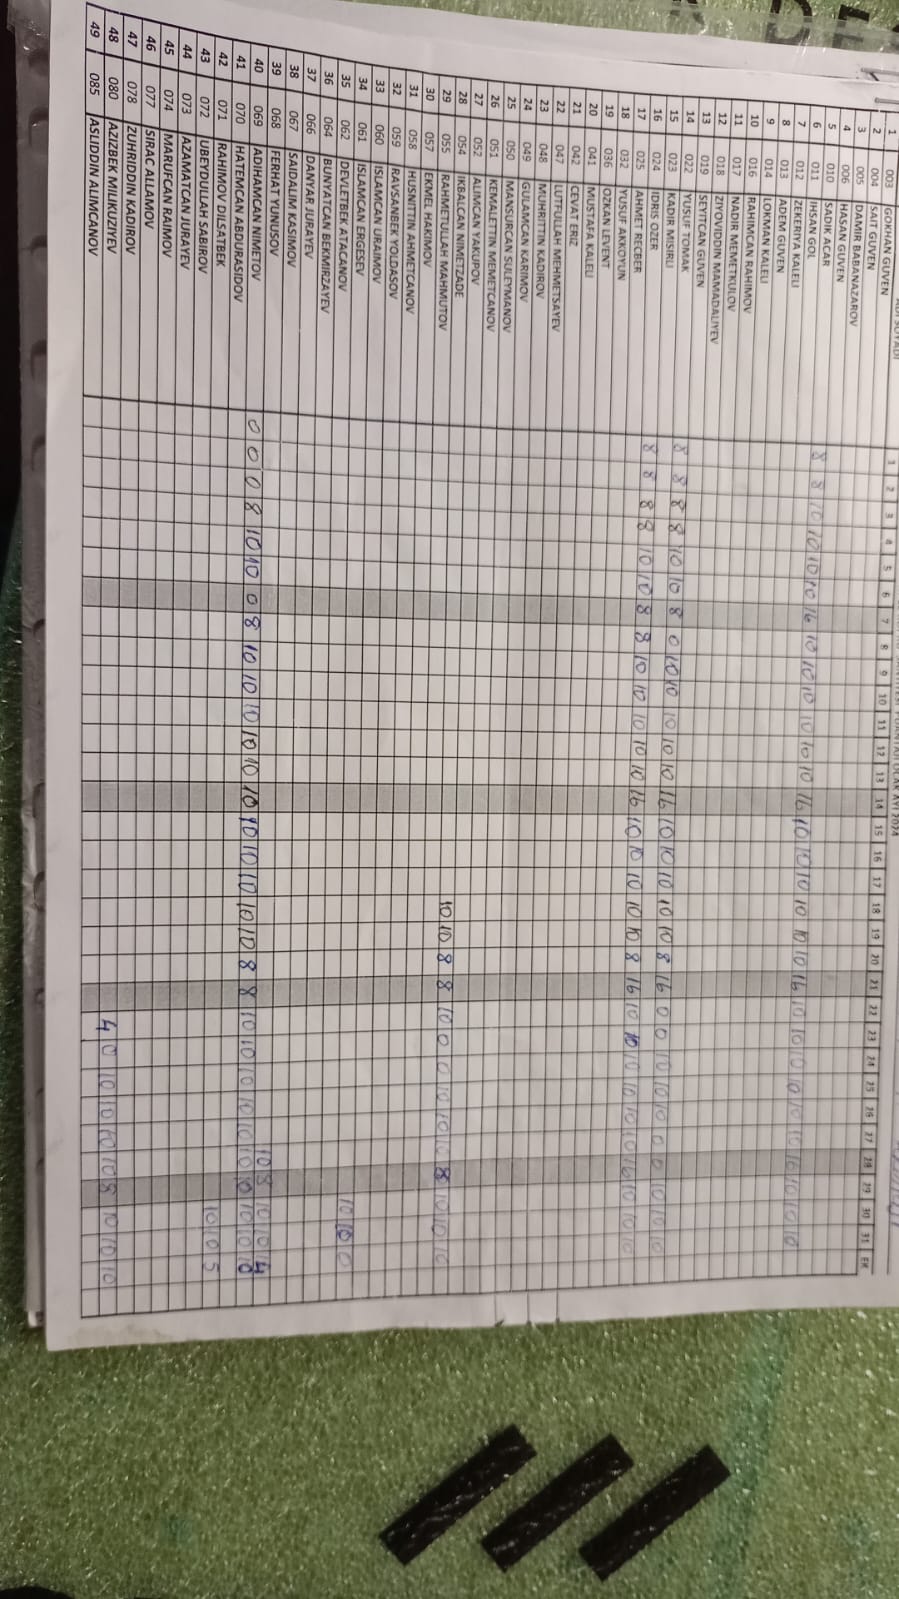 ADI SOYADI
PUANTAJI OCAK AYI 2024
1 2 3 4 5 6 7 8 9 10 11 12 13 14 15 16 17 18 19 20 21 22 23 24 25 26 27 28 29 30 31 EK
1 003 GOKHAN GUVEN
2 004 SAIT GUVEN
3 005 DAMIR BABANAZAROV
4 006 HASAN GUVEN
5 010 SADIK ACAR
6 011 IHSAN GOL 8 8 10 10 10 10 16 10 10 10 10 10 10 16 10 10 10 10 10 10 16 10 10 10 10 10 10 16 10 10 10
7 012 ZEKERIYA KALELI
8 013 ADEM GUVEN
9 014 LOKMAN KALELI
10 016 RAHIMCAN RAHIMOV
11 017 NADIR MEMETKULOV
12 018 ZIYOVIDDIN MAMADALIYEV
13 019 SEYITCAN GUVEN
14 022 YUSUF TOMAK
15 023 KADIR MISIRLI 8 8 8 8 10 10 8 0 10 10 10 10 10 16 10 10 10 10 10 8 16 0 0 10 10 10 0 0 10 10 10
16 024 IDRIS OZER
17 025 AHMET RECBER 8 8 8 8 10 10 8 8 10 10 10 10 10 16 10 10 10 10 10 8 16 10 10 10 10 10 10 16 10 10 10
18 032 YUSUF AKKOYUN
19 036 OZKAN LEVENT
20 041 MUSTAFA KALELI
21 042 CEVAT ERIZ
22 047 LUTFULLAH MEHMETSAYEV
23 048 MUHRITTIN KADIROV
24 049 GULAMCAN KARIMOV
25 050 MANSURCAN SULEYMANOV
26 051 KEMALETTIN MEMETCANOV
27 052 ALIMCAN YAKUPOV
28 054 IKBALCAN NIMETZADE
29 055 RAHMETULLAH MAHMUTOV 10 10 8 8 10 0 0 10 10 10 8 10 10 10
30 057 EKMEL HAKIMOV
31 058 HUSNITTIN AHMETCANOV
32 059 RAVSANBEK YOLDASOV
33 060 ISLAMCAN URAIMOV
34 061 ISLAMCAN ERGESEV
35 062 DEVLETBEK ATACANOV 10 10 0
36 064 BUNYATCAN BEKMIRZAYEV
37 066 DANYAR JURAYEV
38 067 SAIDALIM KASIMOV
39 068 FERHAT YUNUSOV 10 8 10 10
40 069 ADIHAMCAN NIMETOV 0 0 0 8 10 10 0 8 10 10 10 10 10 10 10 10 10 10 10 8 8 10 10 10 10 10 10 10 10 10 10
41 070 HATEMCAN ABDURASIDOV
42 071 RAHIMOV DILSATBEK
43 072 UBEYDULLAH SABIROV 10 10 5
44 073 AZAMATCAN JURAYEV
45 074 MARUFCAN RAIMOV
46 077 SIRAC ALLAMOV
47 078 ZUHRIDDIN KADIROV
48 080 AZIZBEK MILIKUZIYEV 4 0 10 10 10 10 8 10 10 10
49 085 ASLIDDIN ALIMCANOV